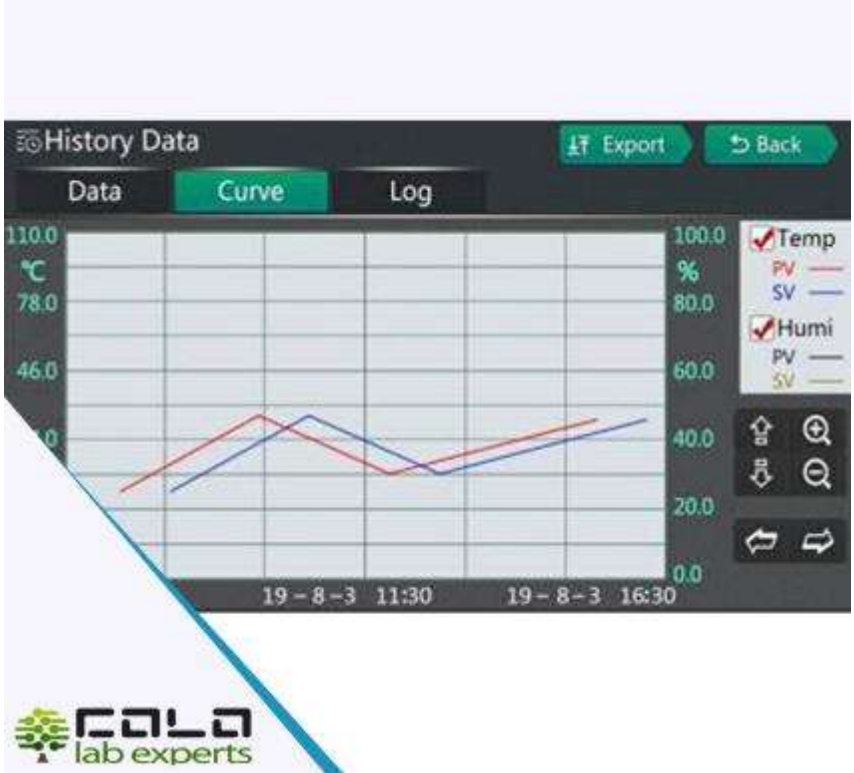 History Data
Export
Back
Data
Curve
Log
110.0
℃
78.0
46.0
100.0
%
80.0
60.0
40.0
20.0
0.0
Temp
PV
SV
Humi
PV
SV
19-8-3 11:30
19-8-3 16:30
COLO
lab experts